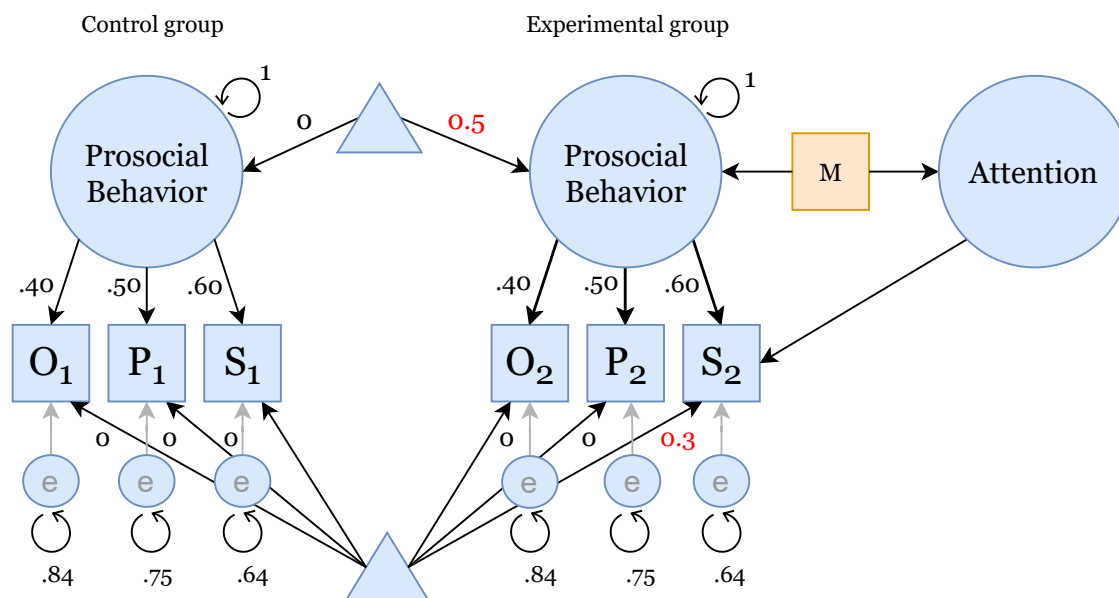 Control group
Experimental group
1
1
0
0.5
Prosocial
Behavior
Prosocial
Behavior
M
Attention
.40
.50
.60
.40
.50
.60
O1
P1
S1
O2
P2
S2
0
0
0
0
0
0.3
e
e
e
e
e
e
.84
.75
.64
.84
.75
.64